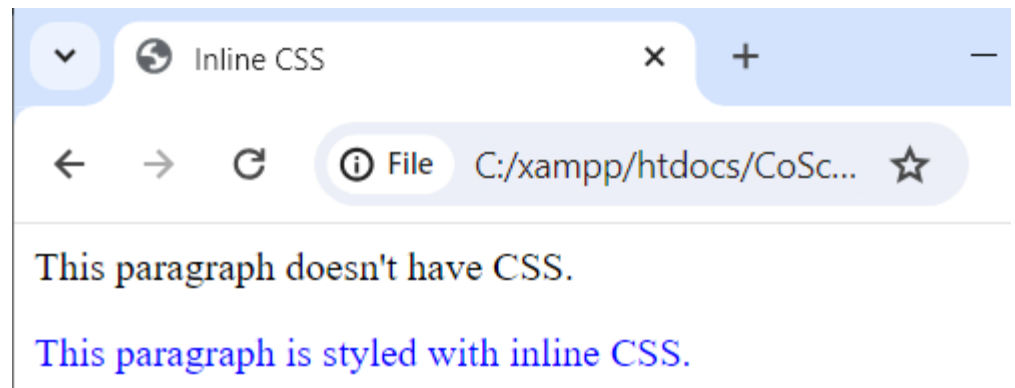 Inline CSS
File C:/xampp/htdocs/CoSc...
This paragraph doesn't have CSS.
This paragraph is styled with inline CSS.